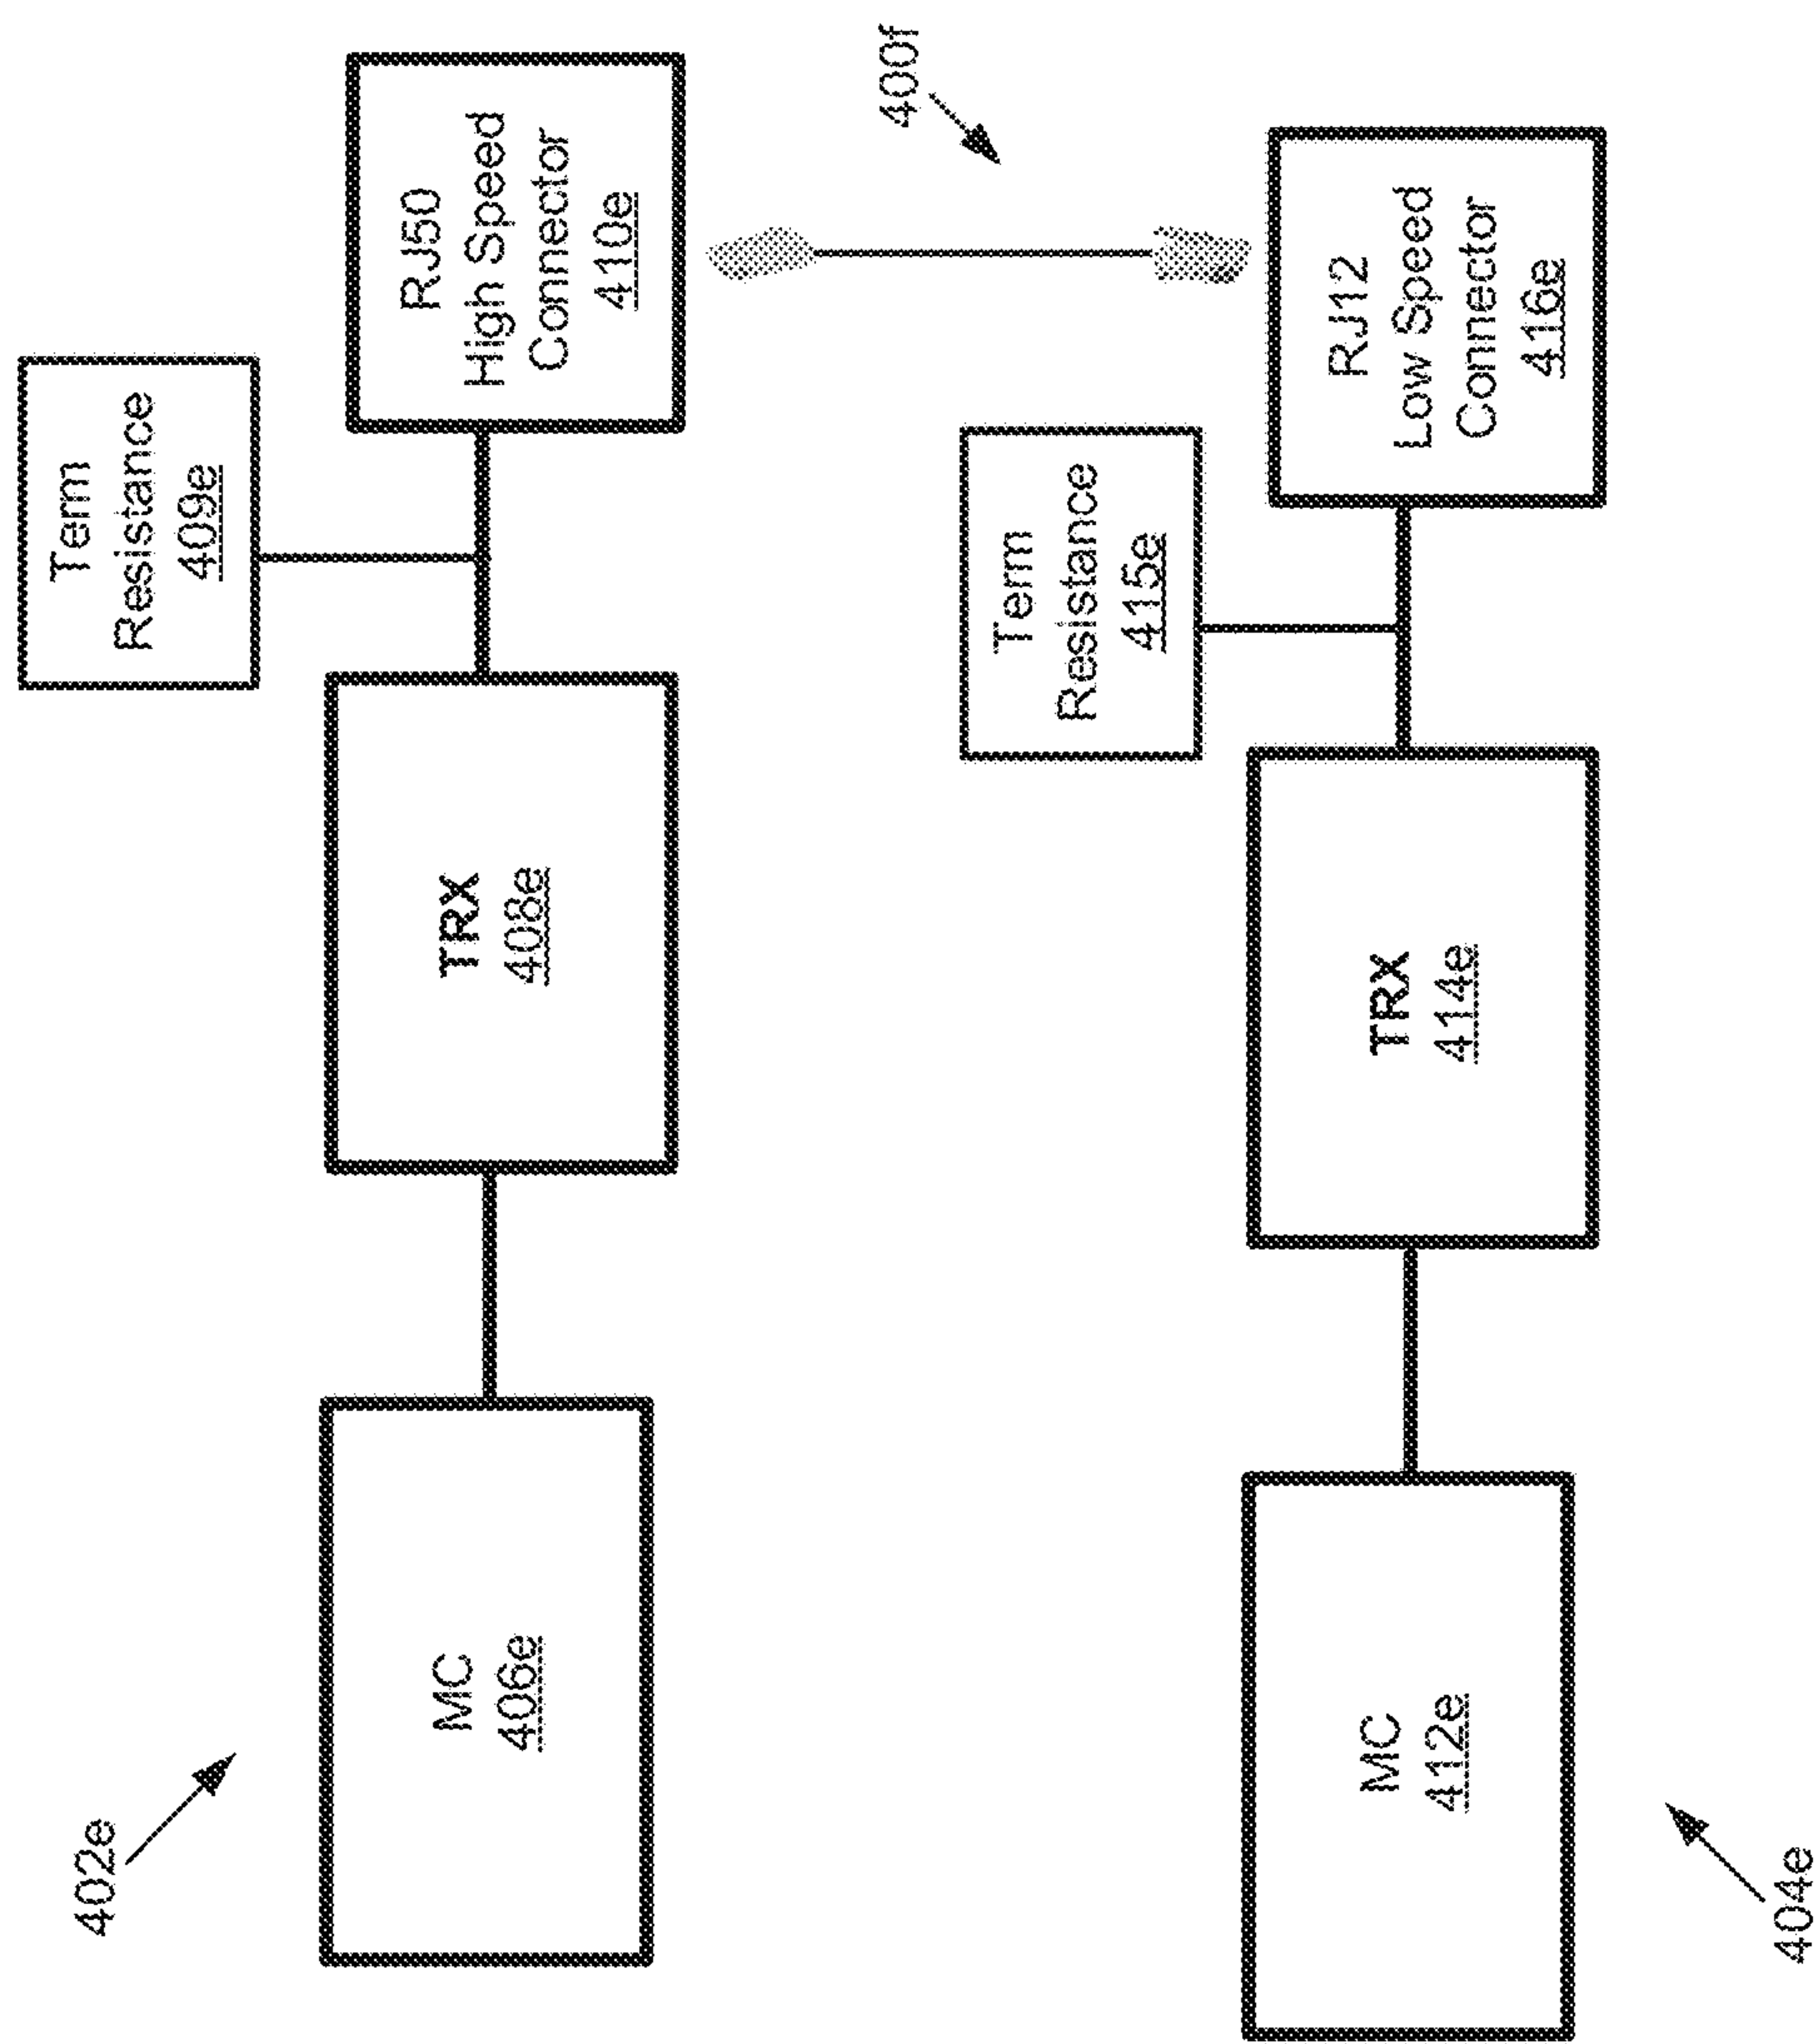 402e
MC
406e
TRX
408e
Term
Resistance
409e
RJ50
High Speed
Connector
410e
400f
MC
412e
TRX
414e
Term
Resistance
415e
RJ12
Low Speed
Connector
416e
404e